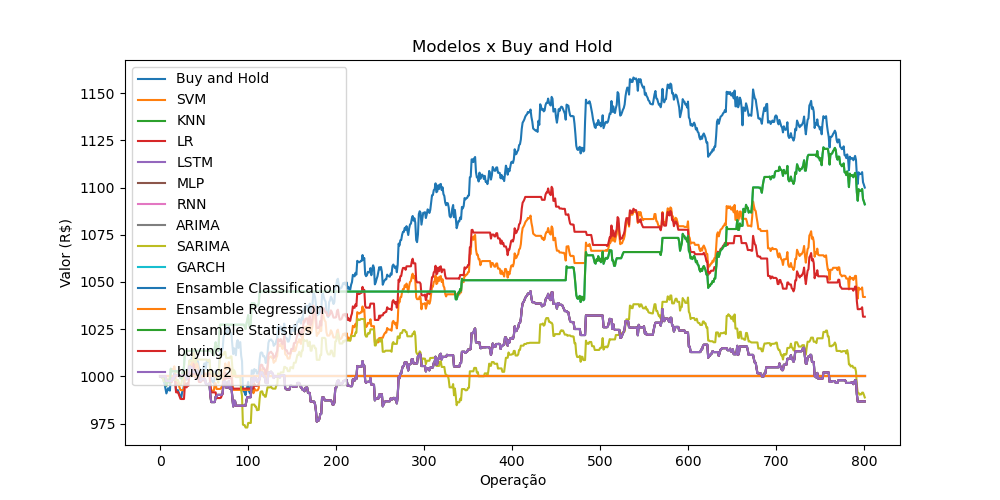 Modelos x Buy and Hold
Valor (R$)
1150
1125
1100
1075
1050
1025
1000
975
Buy and Hold
SVM
KNN
LR
LSTM
MLP
RNN
ARIMA
SARIMA
GARCH
Ensamble Classification
Ensamble Regression
Ensamble Statistics
buying
buying2
0 100 200 300 400 500 600 700 800
Operação